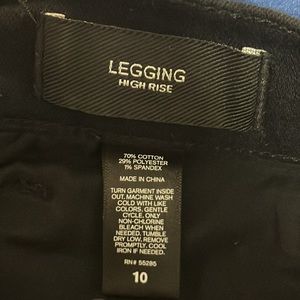 LEGGING
HIGH RISE
70% COTTON
29% POLYESTER
1% SPANDEX
MADE IN CHINA
TURN GARMENT INSIDE
OUT. MACHINE WASH
COLD WITH LIKE
COLORS. GENTLE
CYCLE. ONLY
NON-CHLORINE
BLEACH WHEN
NEEDED. TUMBLE
DRY LOW. REMOVE
PROMPTLY. COOL
IRON IF NEEDED.
RN# 55285
10